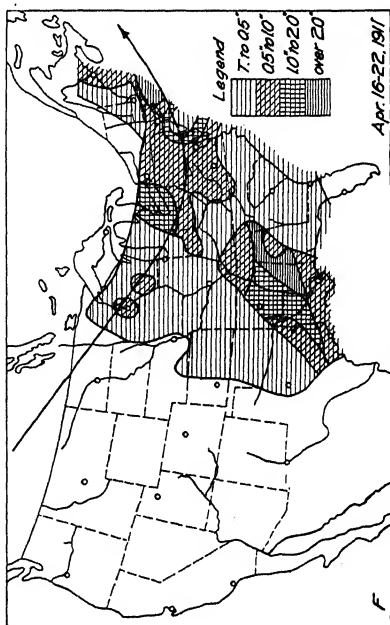 Legend
T. to 0.5"
0.5" to 1.0"
1.0" to 2.0"
over 2.0"
Apr. 16-22, 1911
F